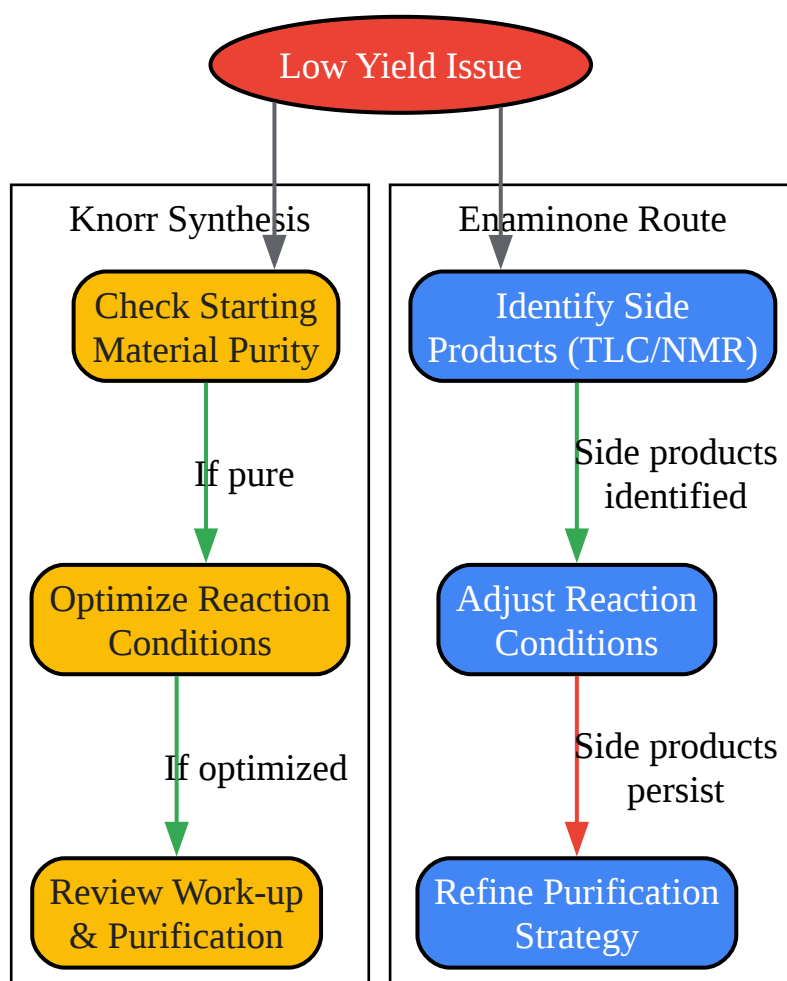 Low Yield Issue
Knorr Synthesis
Check Starting
Material Purity
If pure
Optimize Reaction
Conditions
If optimized
Review Work-up
& Purification
Enaminone Route
Identify Side
Products (TLC/NMR)
Side products
identified
Adjust Reaction
Conditions
Side products
persist
Refine Purification
Strategy